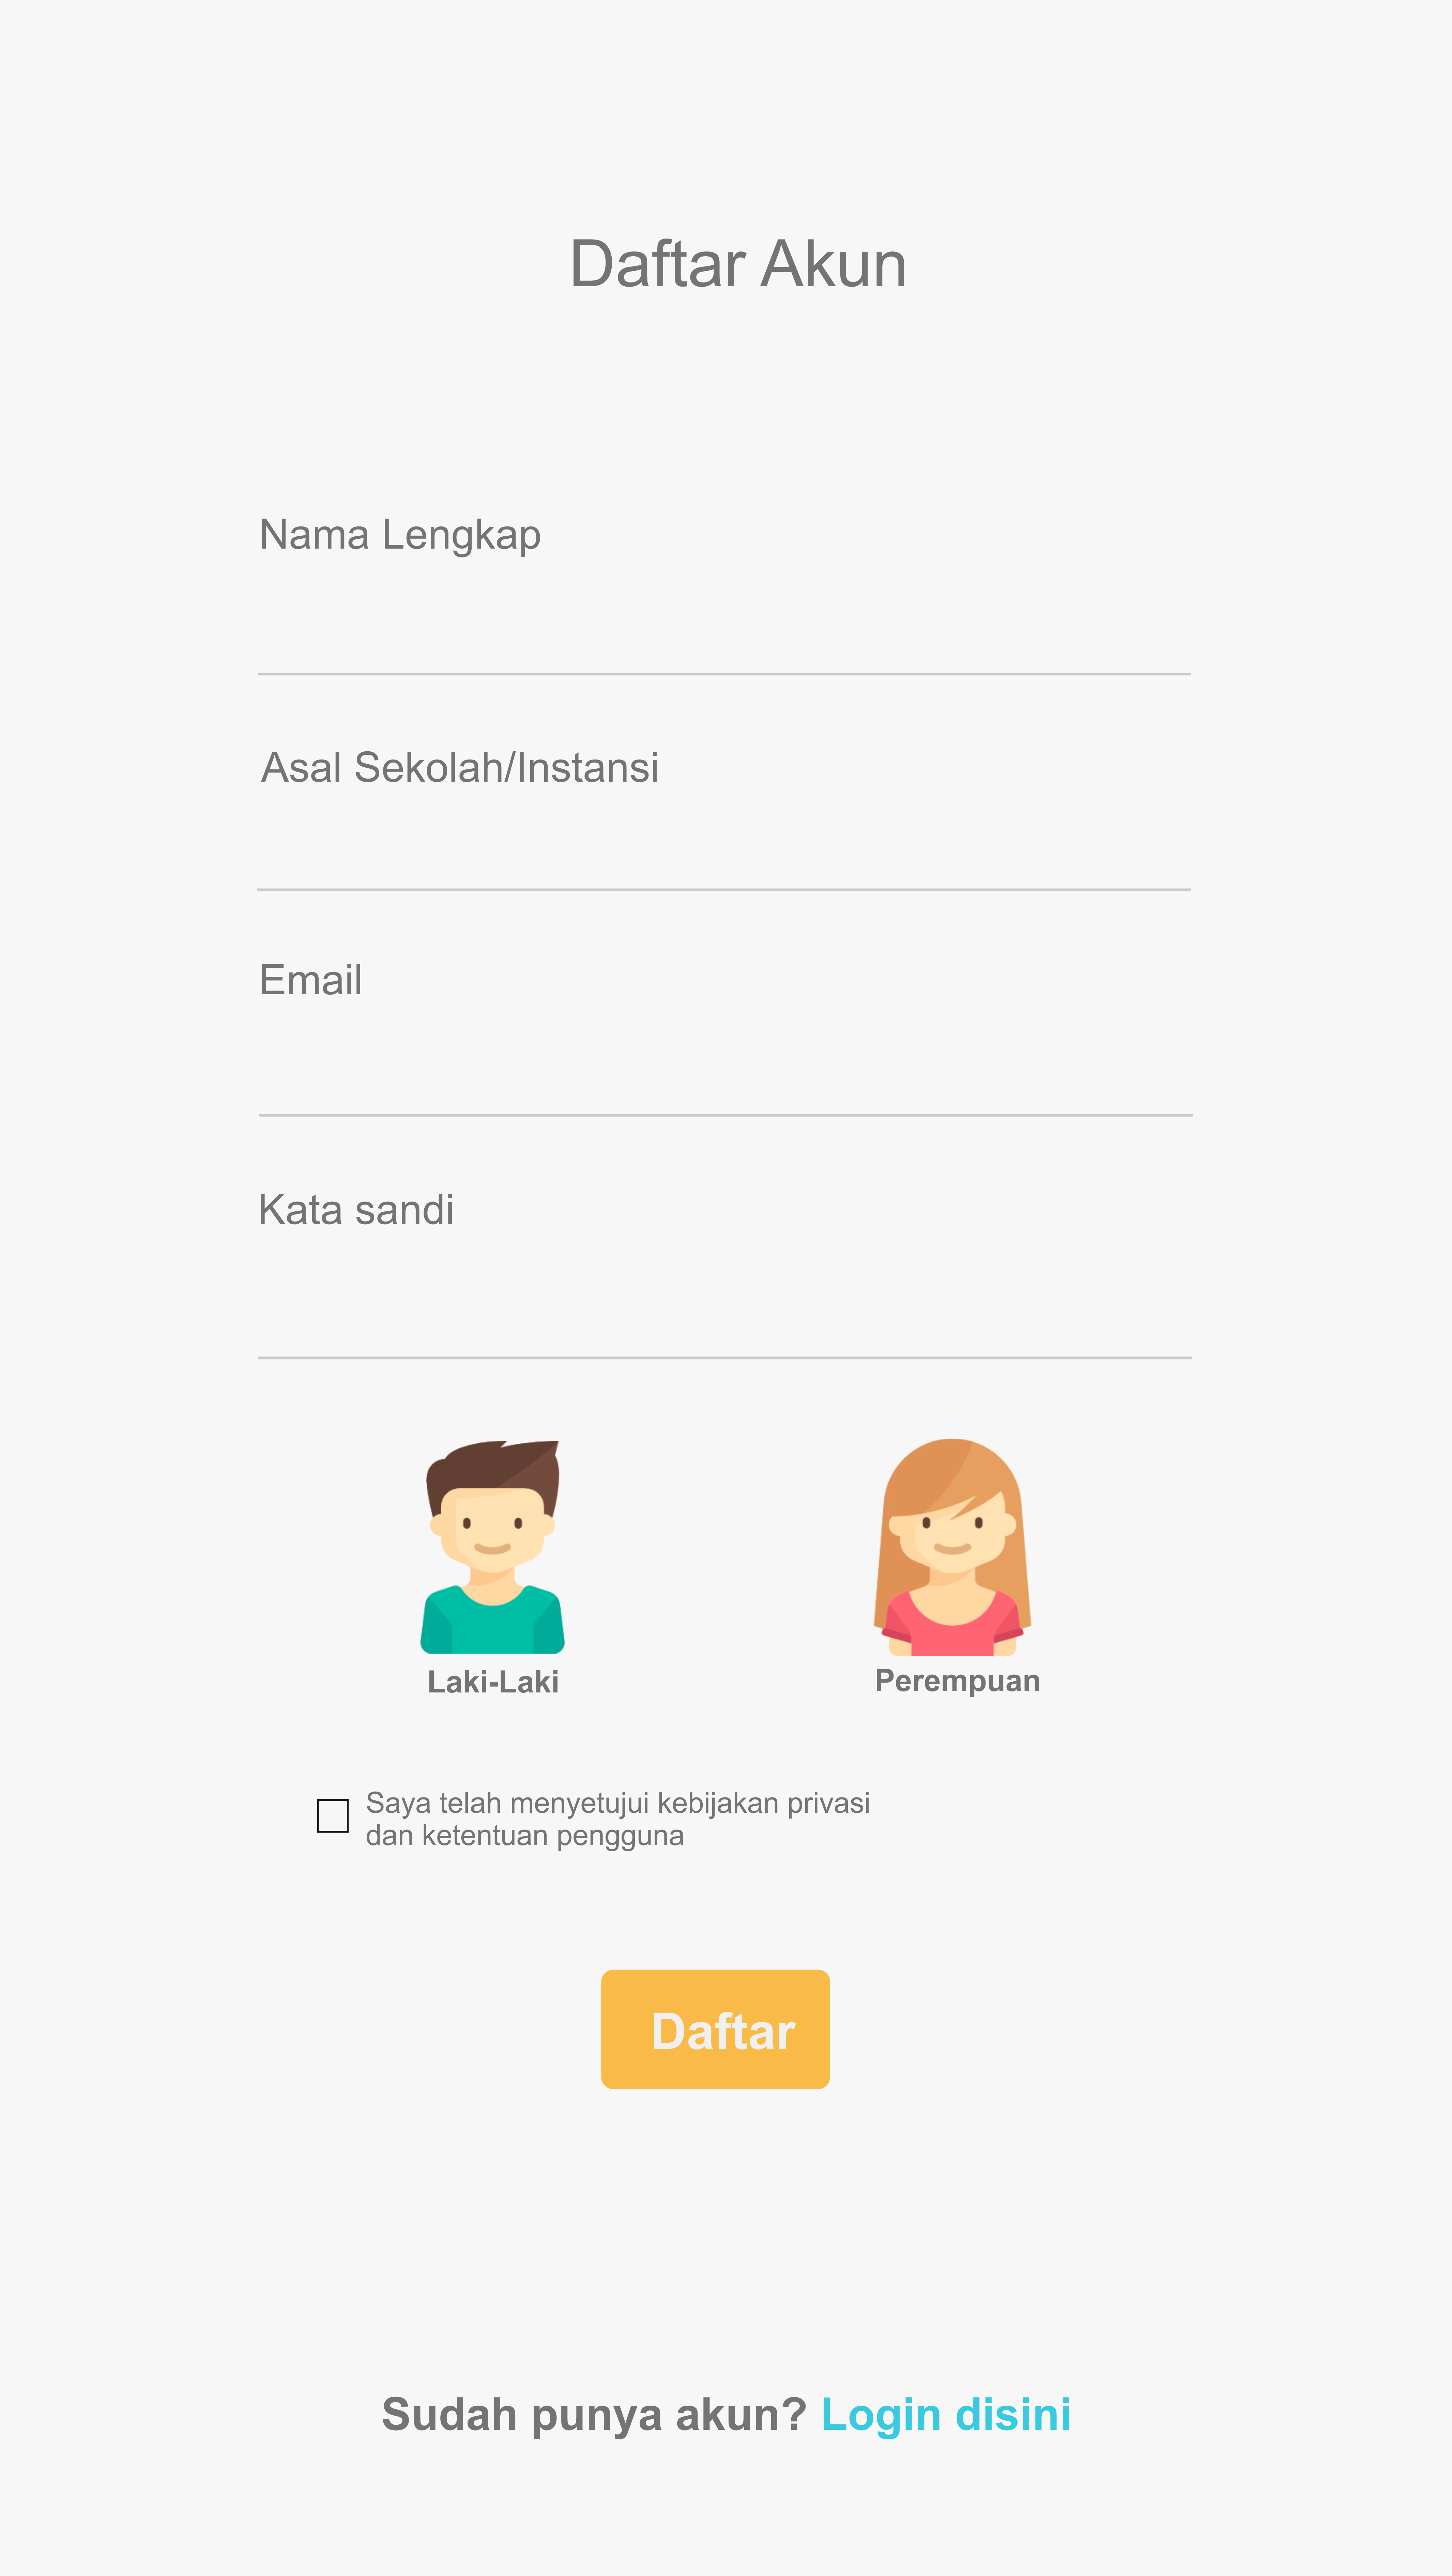 Daftar Akun
Nama Lengkap
Asal Sekolah/Instansi
Email
Kata sandi
Laki-Laki
Perempuan
Saya telah menyetujui kebijakan privasi
dan ketentuan pengguna
Daftar
Sudah punya akun? Login disini